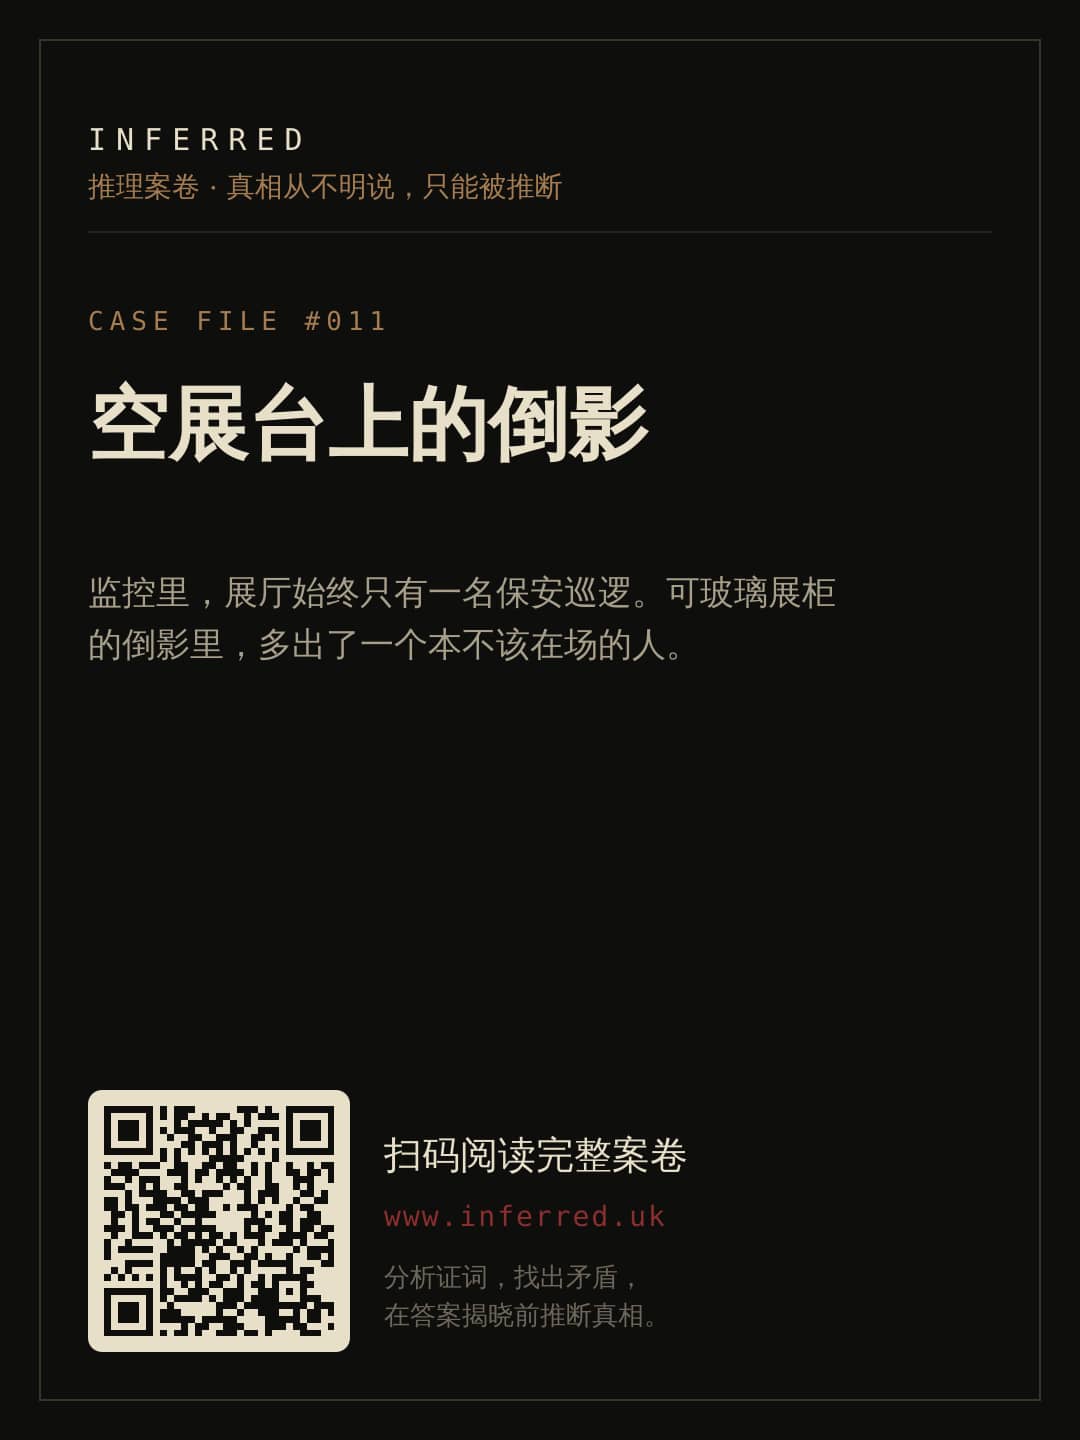 INFERRED
推理案卷 · 真相从不明说，只能被推断
CASE FILE #011
空展台上的倒影
监控里，展厅始终只有一名保安巡逻。可玻璃展柜
的倒影里，多出了一个本不该在场的人。
扫码阅读完整案卷
www.inferred.uk
分析证词，找出矛盾，
在答案揭晓前推断真相。